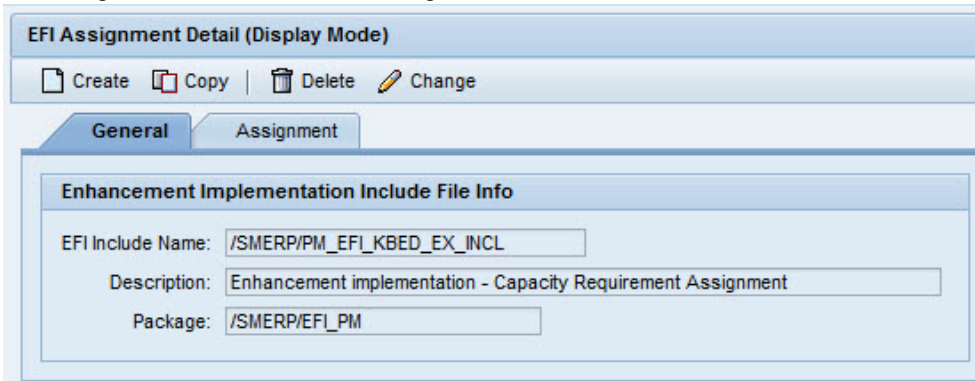 EFI Assignment Detail (Display Mode)
Create Copy | Delete Change
General Assignment
Enhancement Implementation Include File Info
EFI Include Name: /SMERP/PM_EFI_KBED_EX_INCL
Description: Enhancement implementation - Capacity Requirement Assignment
Package: /SMERP/EFI_PM